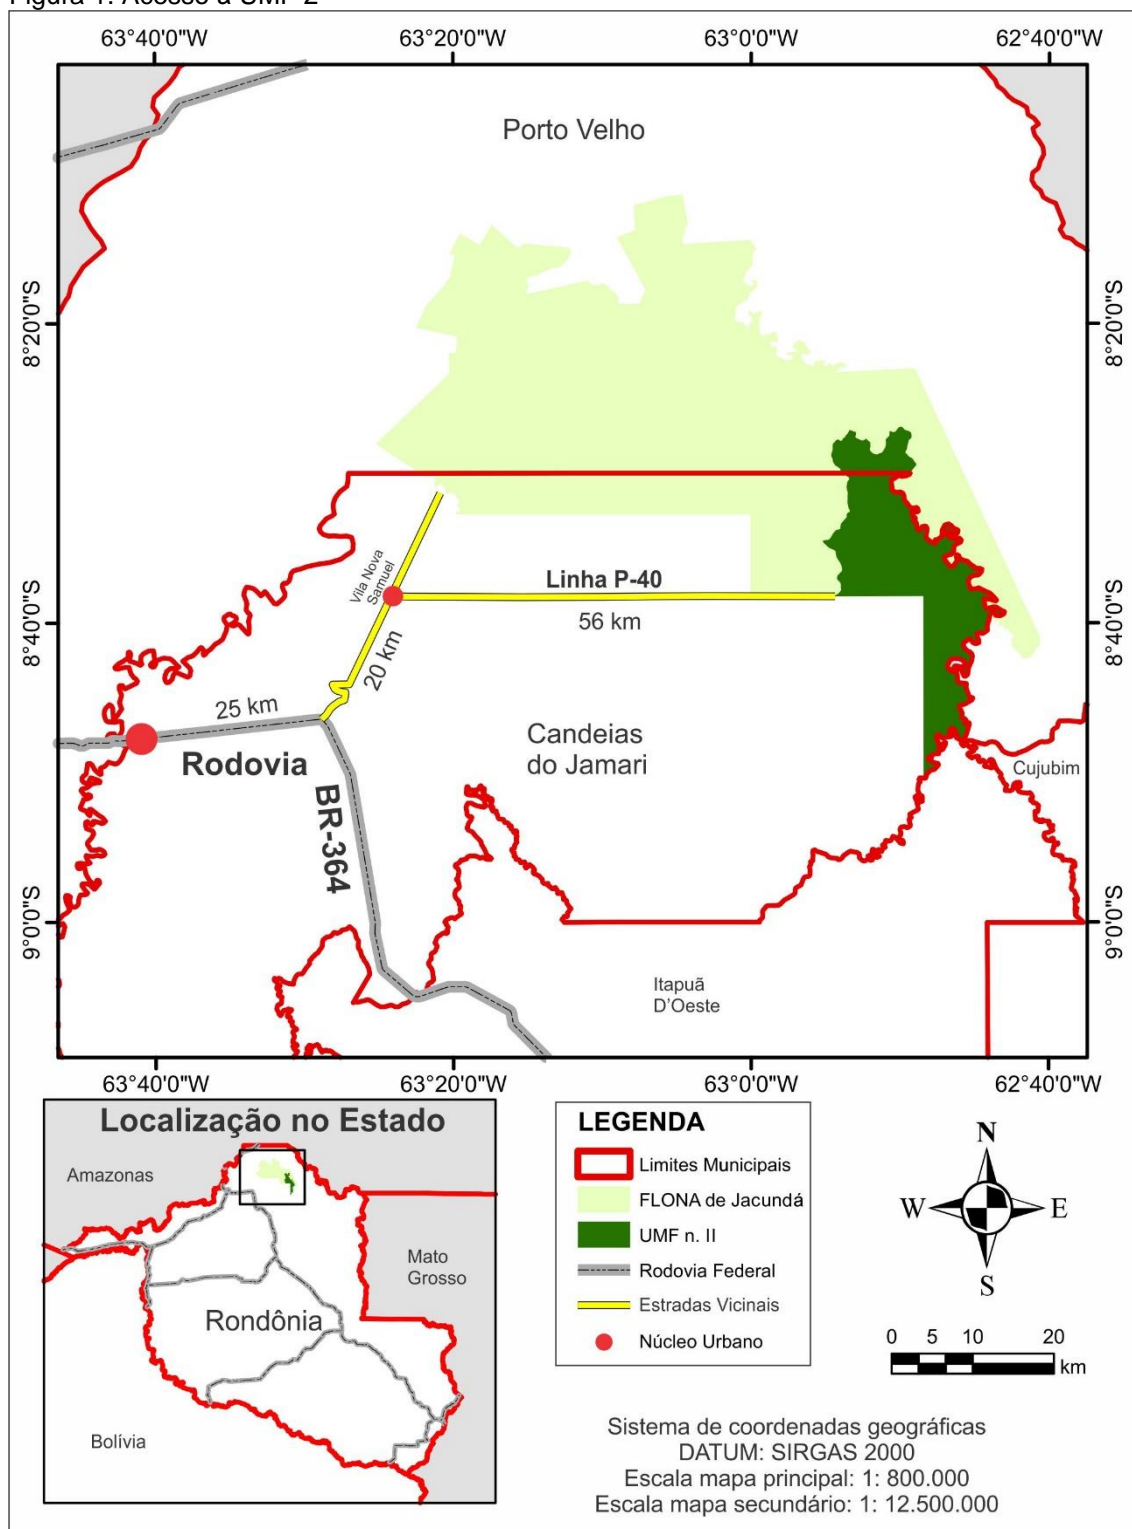 Figura 1: Acesso à UMF 2
63°40'0"W
63°20'0"W
63°0'0"W
62°40'0"W
Porto Velho
8°20'0"S
8°20'0"S
Vila Nova
Samuel
Linha P-40
56 km
8°40'0"S
8°40'0"S
20 km
25 km
Rodovia
BR-364
Candeias
do Jamari
Cujubim
9°0'0"S
9°0'0"S
Itapuã
D'Oeste
63°40'0"W
63°20'0"W
63°0'0"W
62°40'0"W
Localização no Estado
Amazonas
Mato
Grosso
Rondônia
Bolívia
LEGENDA
Limites Municipais
FLONA de Jacundá
UMF n. II
Rodovia Federal
Estradas Vicinais
Núcleo Urbano
N
W
E
S
0 5 10 20
km
Sistema de coordenadas geográficas
DATUM: SIRGAS 2000
Escala mapa principal: 1: 800.000
Escala mapa secundário: 1: 12.500.000